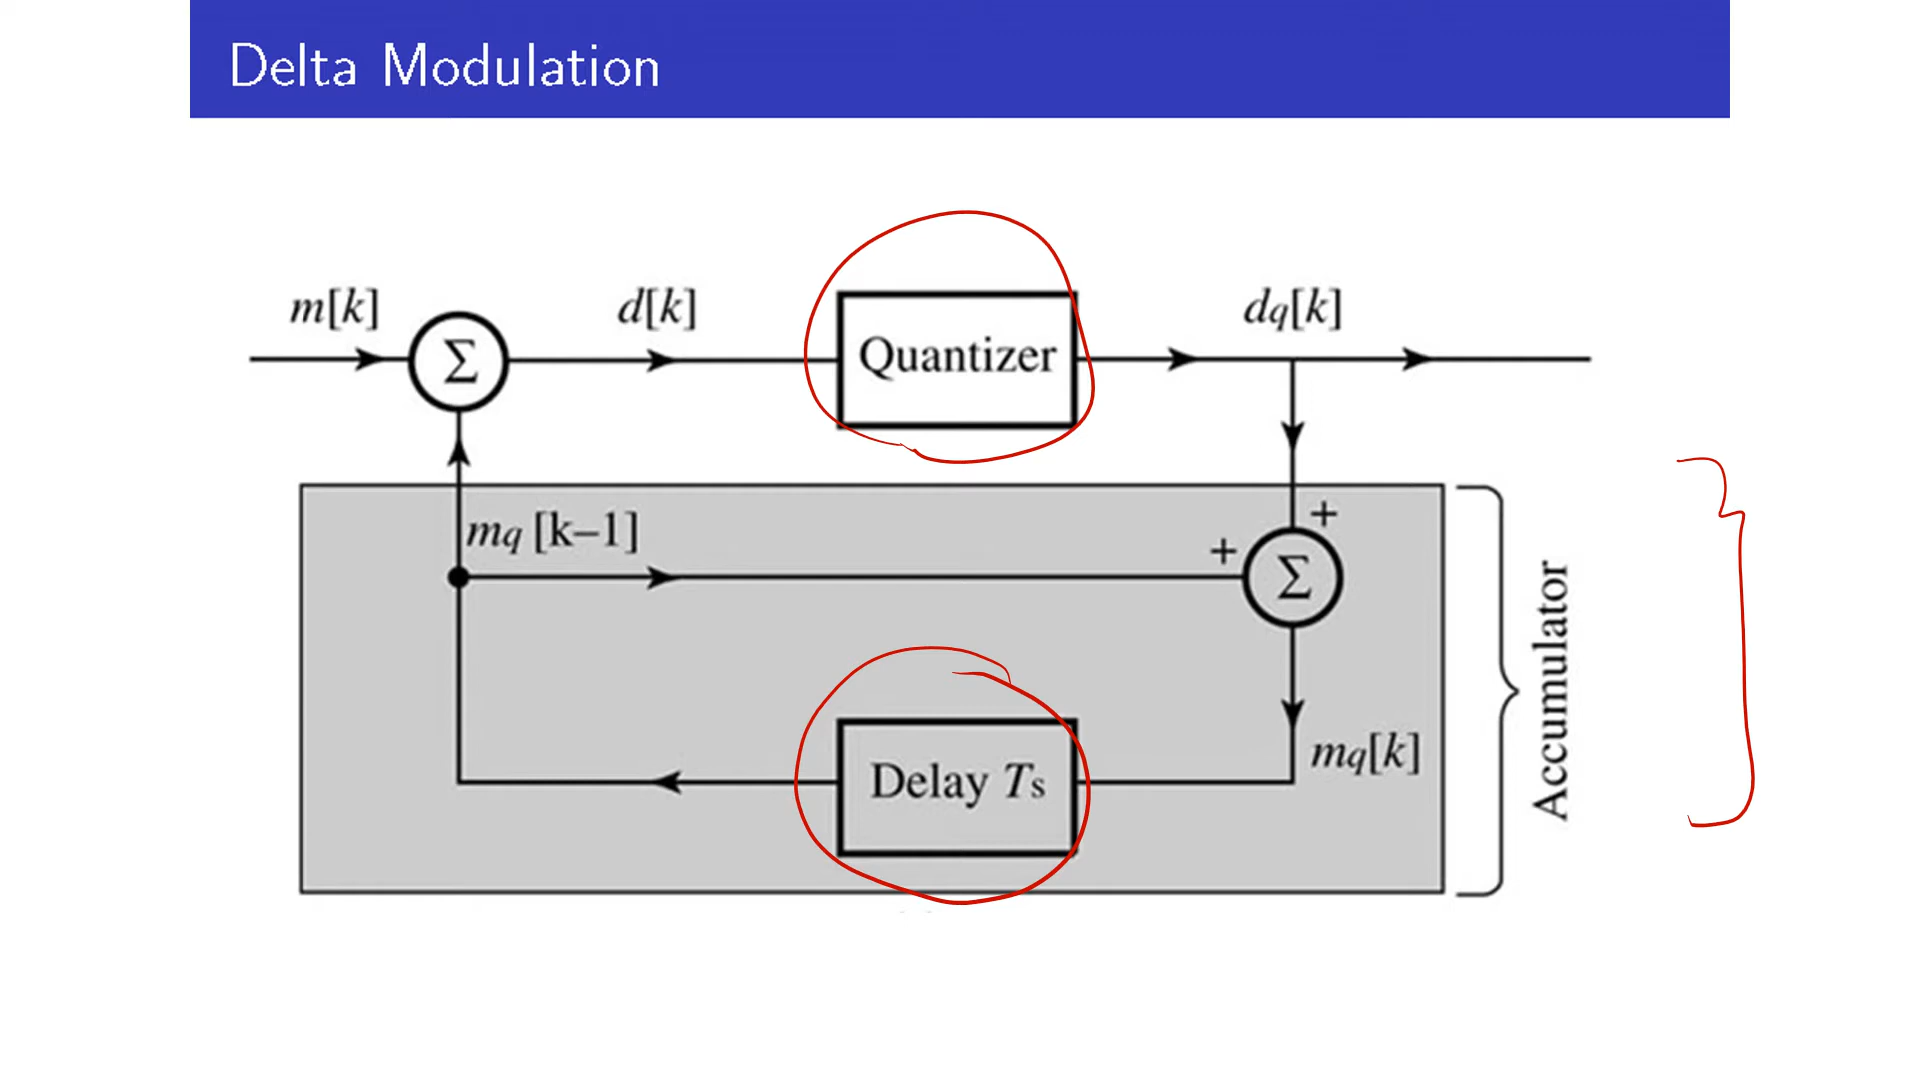 Delta Modulation
m[k]
d[k]
dq[k]
Σ
Quantizer
mq [k–1]
+
+
Σ
Delay Ts
mq[k]
Accumulator